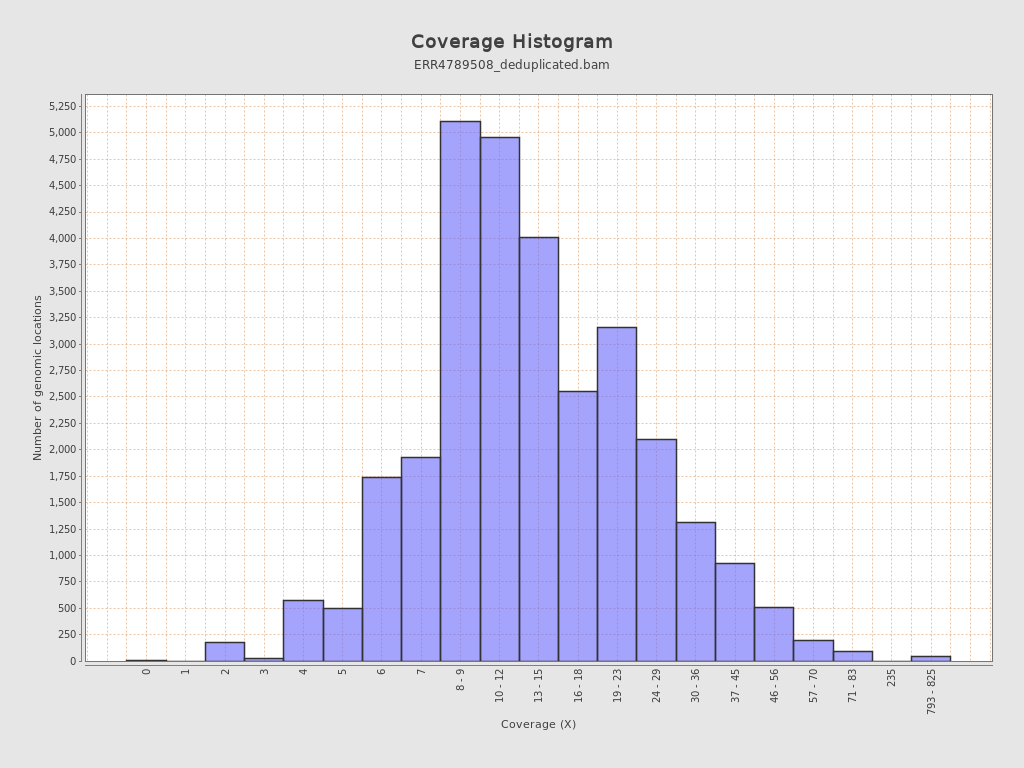 Coverage Histogram
ERR4789508_deduplicated.bam
Number of genomic locations
5,250
5,000
4,750
4,500
4,250
4,000
3,750
3,500
3,250
3,000
2,750
2,500
2,250
2,000
1,750
1,500
1,250
1,000
750
500
250
0
0
1
2
3
4
5
6
7
8 - 9
10 - 12
13 - 15
16 - 18
19 - 23
24 - 29
30 - 36
37 - 45
46 - 56
57 - 70
71 - 83
235
793 - 825
Coverage (X)